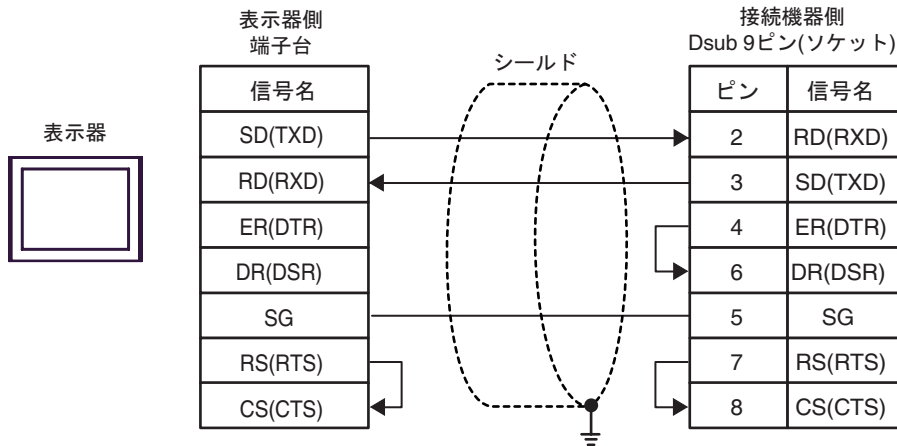 表示器側
端子台
接続機器側
Dsub 9ピン(ソケット)
シールド
表示器
信号名
ピン 信号名
SD(TXD) 2 RD(RXD)
RD(RXD) 3 SD(TXD)
ER(DTR) 4 ER(DTR)
DR(DSR) 6 DR(DSR)
SG 5 SG
RS(RTS) 7 RS(RTS)
CS(CTS) 8 CS(CTS)